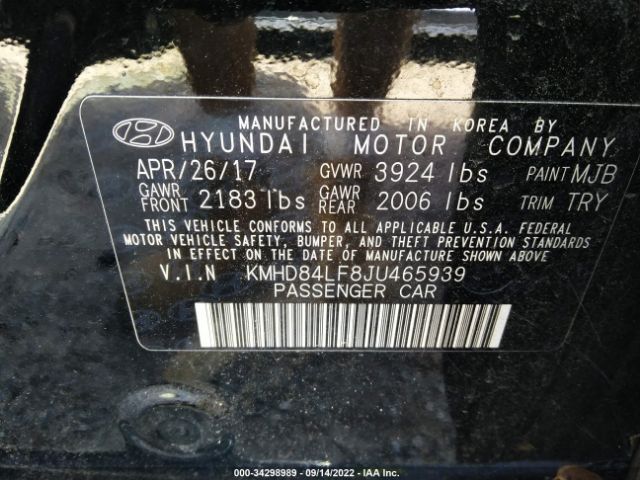 MANUFACTURED IN KOREA BY
HYUNDAI MOTOR COMPANY
APR/26/17 GVWR 3924 lbs PAINT MJB
GAWR FRONT 2183 lbs GAWR REAR 2006 lbs TRIM TRY
THIS VEHICLE CONFORMS TO ALL APPLICABLE U.S.A. FEDERAL
MOTOR VEHICLE SAFETY, BUMPER, AND THEFT PREVENTION STANDARDS
IN EFFECT ON THE DATE OF MANUFACTURE SHOWN ABOVE
V.I.N KMHD84LF8JU465939
PASSENGER CAR
000-34298989 - 09/14/2022 - IAA Inc.